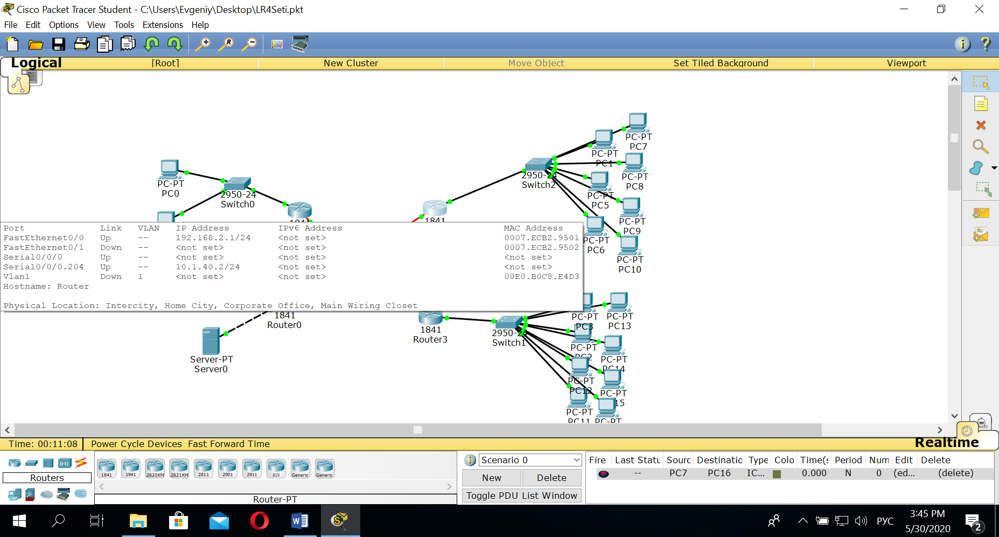 Cisco Packet Tracer Student - C:\Users\Evgeniy\Desktop\LR4Seti.pkt
File Edit Options View Tools Extensions Help
Logical [Root] New Cluster Move Object Set Tiled Background Viewport
PC-PT
PC7
PC-PT
PC1
PC-PT
PC8
2950-24
Switch2
PC-PT
PC0
2950-24
Switch0
PC-PT
PC5
PC-PT
PC9
1841
1841
Port Link VLAN IP Address IPv6 Address MAC Address
FastEthernet0/0 Up -- 192.168.2.1/24 <not set> 0007.ECB2.9501
FastEthernet0/1 Down -- <not set> <not set> 0007.ECB2.9502
Serial0/0/0 Up -- <not set> <not set> <not set>
Serial0/0/0.204 Up -- 10.1.40.2/24 <not set> <not set>
Vlan1 Down 1 <not set> <not set> 00E0.B0C8.E4D3
Hostname: Router
Physical Location: Intercity, Home City, Corporate Office, Main Wiring Closet
PC-PT
PC6
PC-PT
PC10
1841
Router0
1841
Router3
2950-24
Switch1
PC-PT
PC3
PC-PT
PC13
PC-PT
PC2
PC-PT
PC14
Server-PT
Server0
PC-PT
PC12
PC-PT
15
PC-PT
PC11
PC-PT
Time: 00:11:08 Power Cycle Devices Fast Forward Time Realtime
Routers
1841 1941 2620XM 2621XM 2811 2901 2911 819 Generic Generic
Router-PT
Scenario 0
New Delete
Toggle PDU List Window
Fire Last Statu Sourc Destinatio Type Colo Time(s Period Num Edit Delete
-- PC7 PC16 IC... 0.000 N 0 (ed... (delete)
РУС
3:45 PM
5/30/2020
2